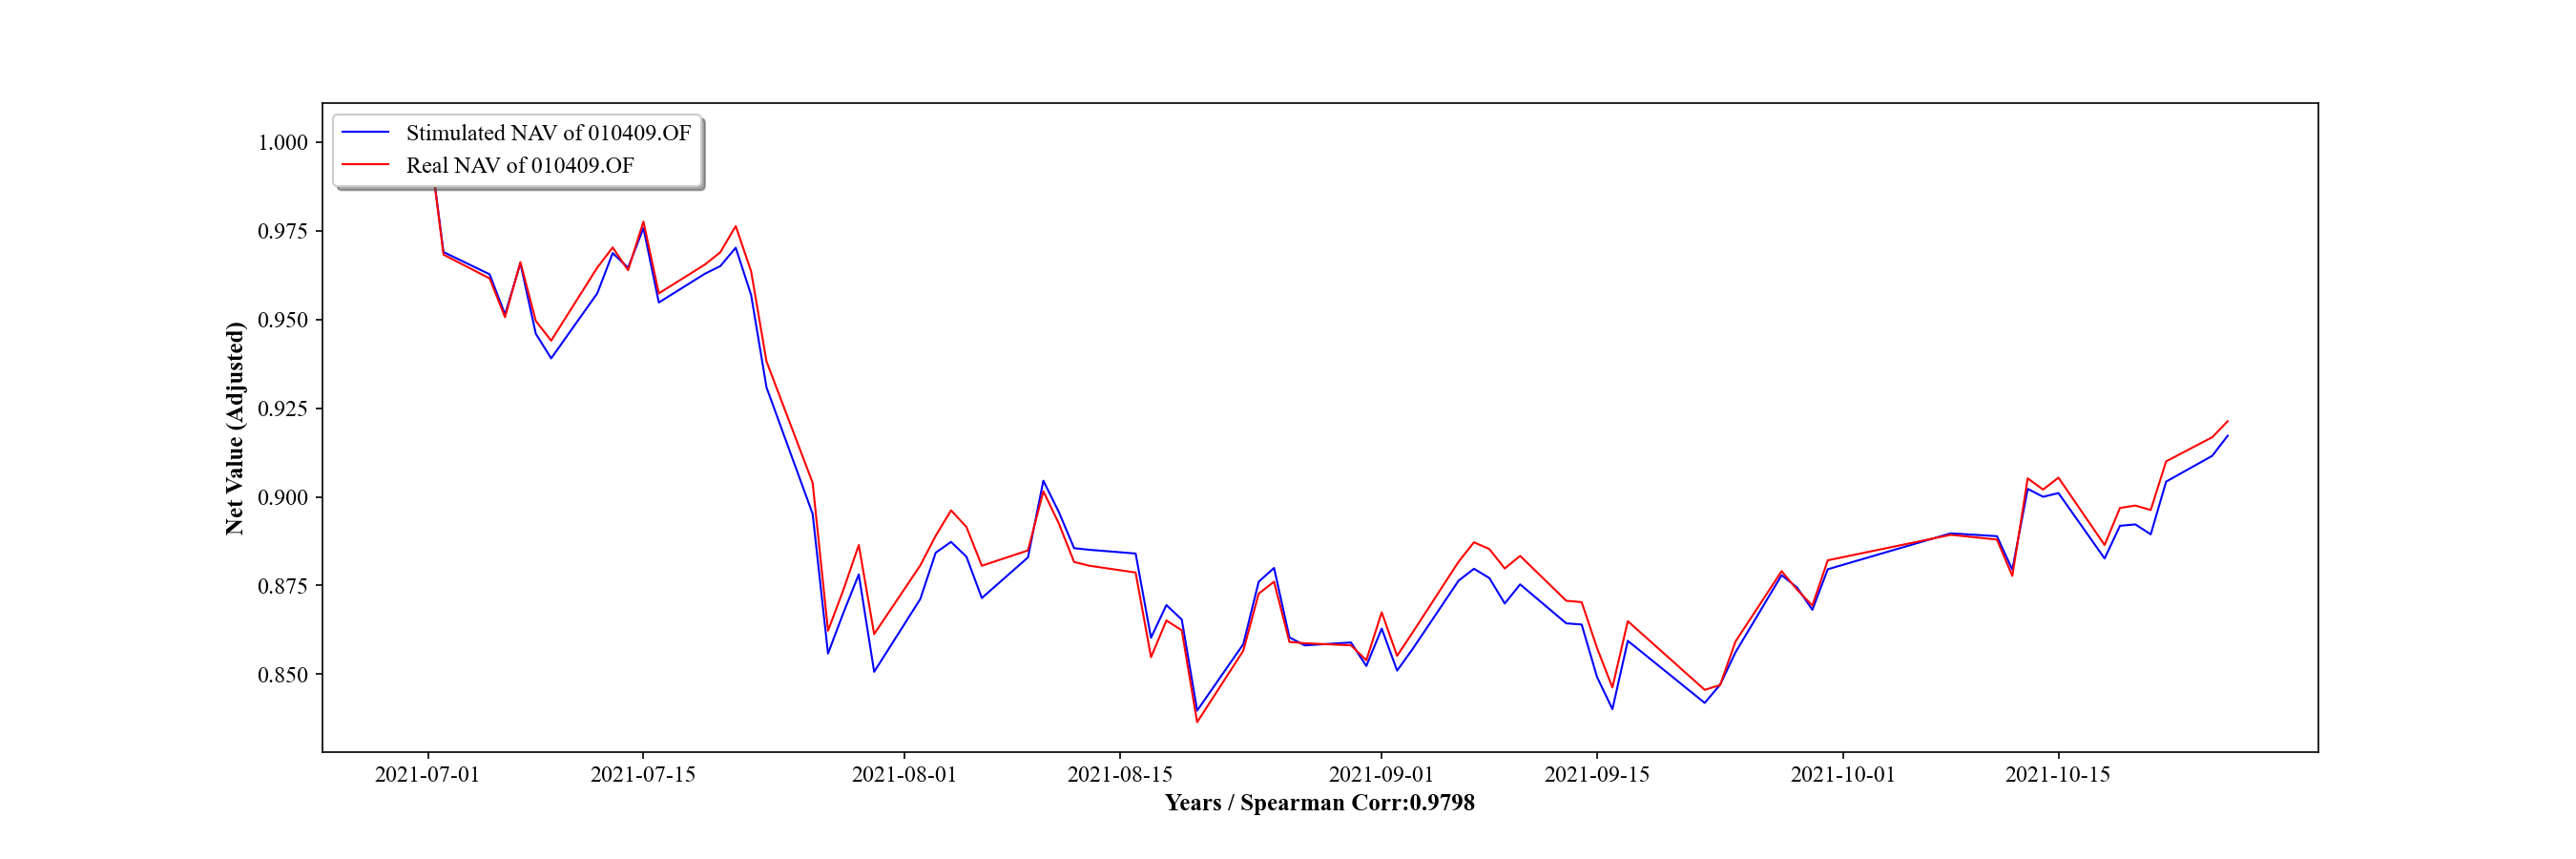 Stimulated NAV of 010409.OF
Real NAV of 010409.OF
1.000
0.975
0.950
0.925
0.900
0.875
0.850
Net Value (Adjusted)
2021-07-01 2021-07-15 2021-08-01 2021-08-15 2021-09-01 2021-09-15 2021-10-01 2021-10-15
Years / Spearman Corr:0.9798